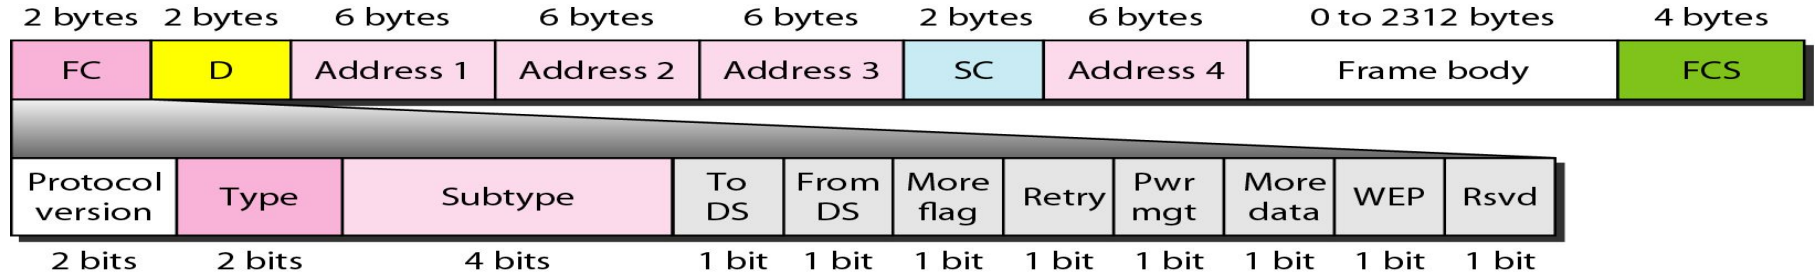 2 bytes 2 bytes 6 bytes 6 bytes 6 bytes 2 bytes 6 bytes 0 to 2312 bytes 4 bytes
FC D Address 1 Address 2 Address 3 SC Address 4 Frame body FCS
Protocol version Type Subtype To DS From DS More flag Retry Pwr mgt More data WEP Rsvd
2 bits 2 bits 4 bits 1 bit 1 bit 1 bit 1 bit 1 bit 1 bit 1 bit 1 bit